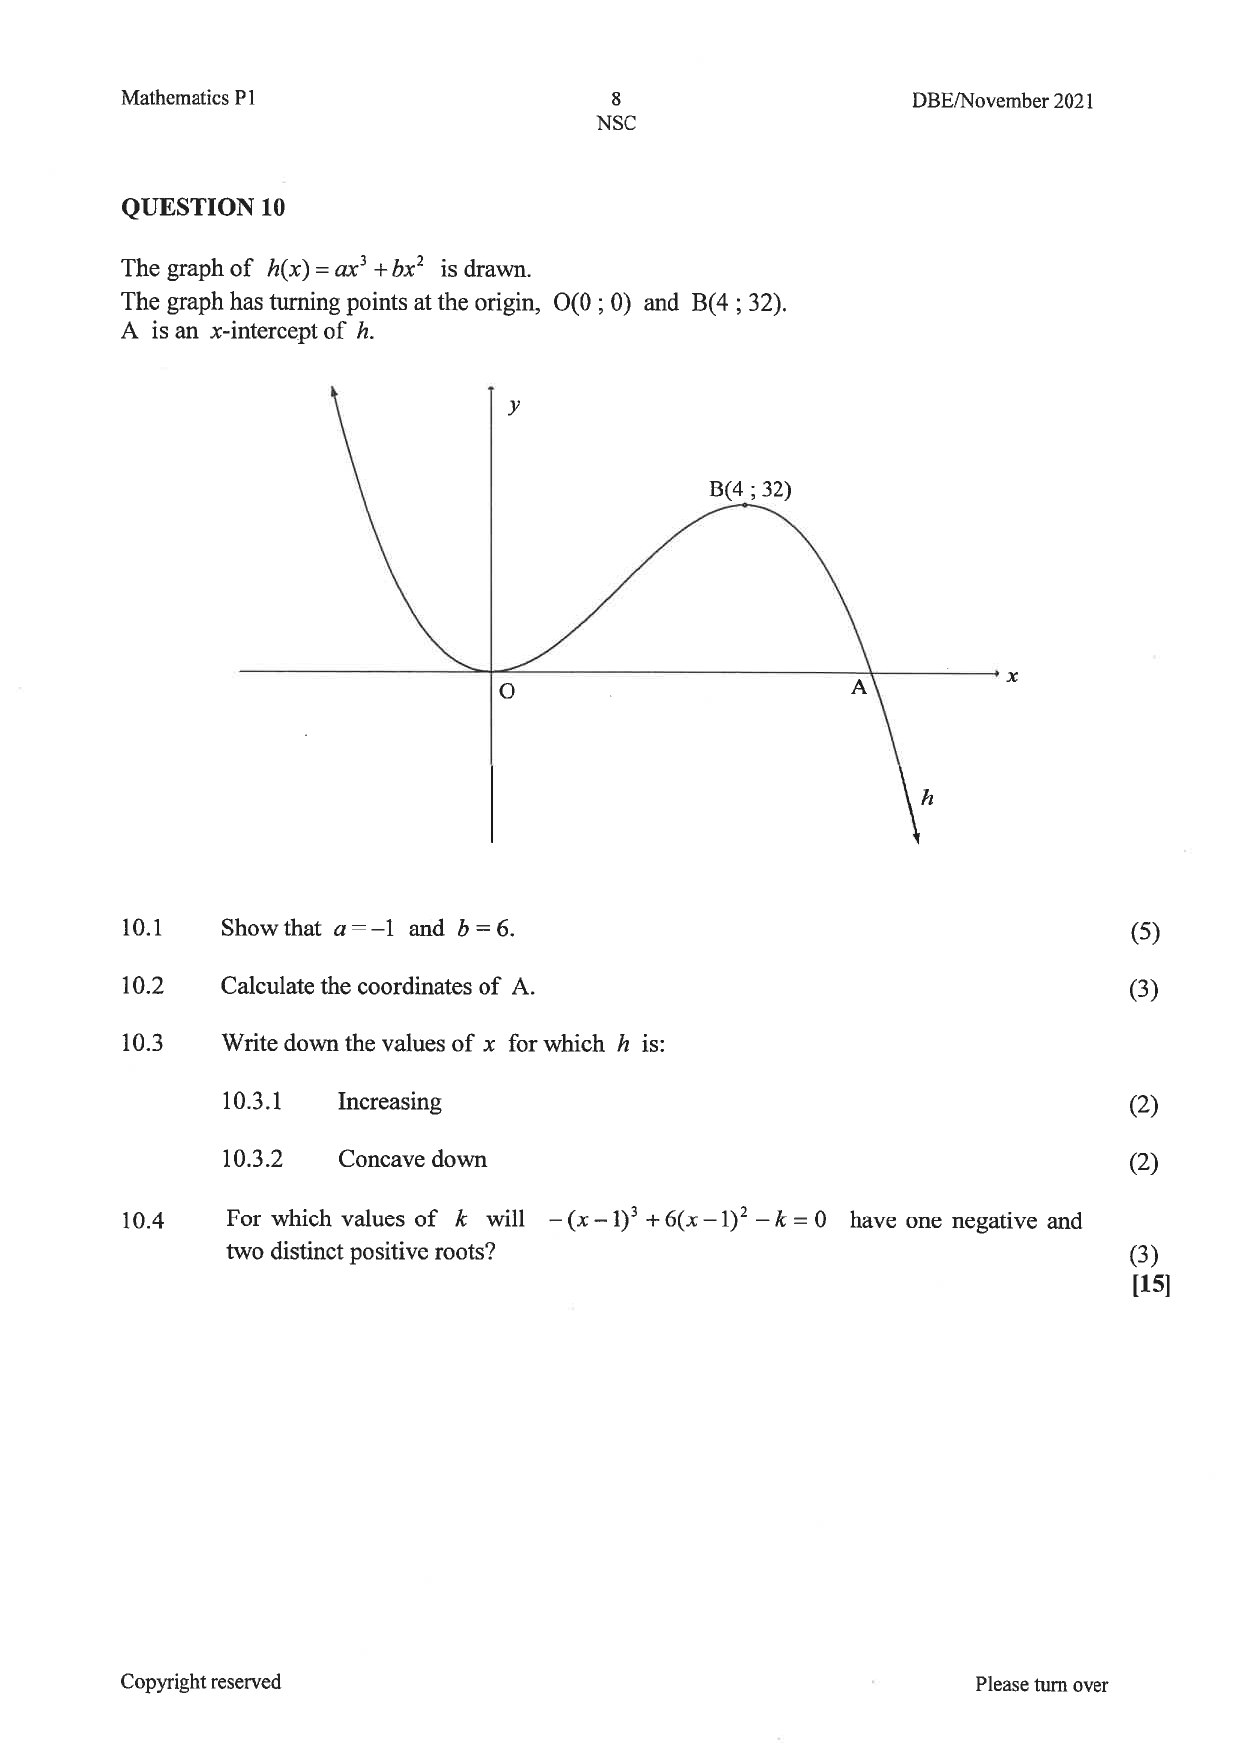 Mathematics P1 8 DBE/November 2021
NSC
QUESTION 10
The graph of h(x) = ax³ + bx² is drawn.
The graph has turning points at the origin, O(0 ; 0) and B(4 ; 32).
A is an x-intercept of h.
y
B(4 ; 32)
x
O
A
h
10.1 Show that a = –1 and b = 6. (5)
10.2 Calculate the coordinates of A. (3)
10.3 Write down the values of x for which h is:
10.3.1 Increasing (2)
10.3.2 Concave down (2)
10.4 For which values of k will – (x – 1)³ + 6(x – 1)² – k = 0 have one negative and
two distinct positive roots? (3)
[15]
Copyright reserved Please turn over